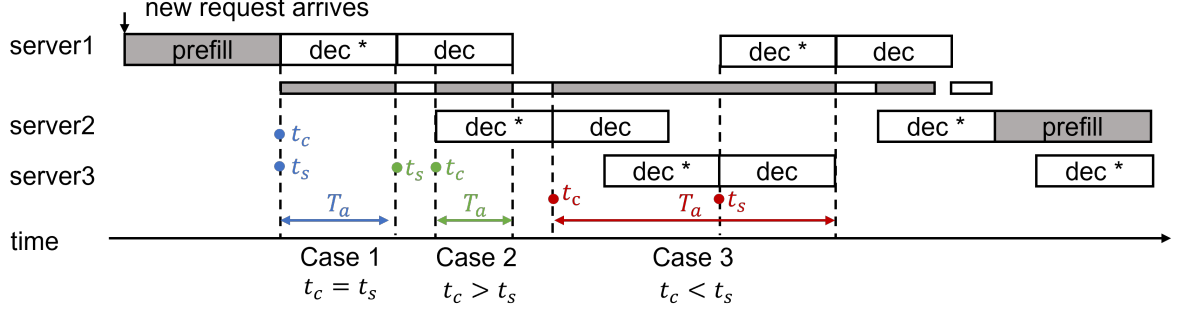 new request arrives
server1 prefill dec * dec dec * dec
server2 dec * dec dec * prefill
server3 dec * dec dec *
t_c
t_s t_s t_c
t_c t_s
T_a T_a T_a
time
Case 1 Case 2 Case 3
t_c = t_s t_c > t_s t_c < t_s